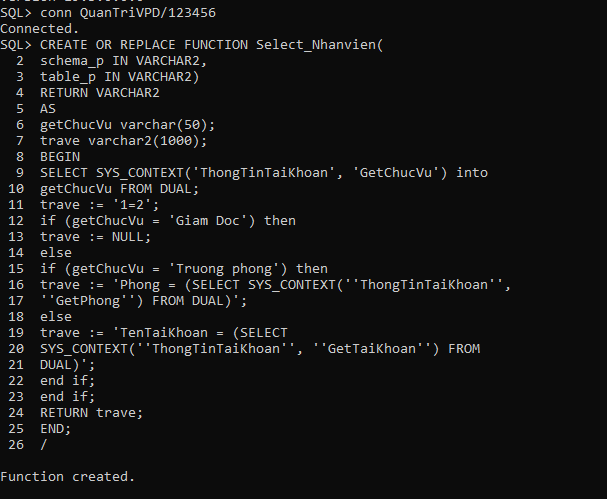 SQL> conn QuanTriVPD/123456
Connected.
SQL> CREATE OR REPLACE FUNCTION Select_Nhanvien(
  2  schema_p IN VARCHAR2,
  3  table_p IN VARCHAR2)
  4  RETURN VARCHAR2
  5  AS
  6  getChucVu varchar(50);
  7  trave varchar2(1000);
  8  BEGIN
  9  SELECT SYS_CONTEXT('ThongTinTaiKhoan', 'GetChucVu') into
 10  getChucVu FROM DUAL;
 11  trave := '1=2';
 12  if (getChucVu = 'Giam Doc') then
 13  trave := NULL;
 14  else
 15  if (getChucVu = 'Truong phong') then
 16  trave := 'Phong = (SELECT SYS_CONTEXT(''ThongTinTaiKhoan'',
 17  ''GetPhong'') FROM DUAL)';
 18  else
 19  trave := 'TenTaiKhoan = (SELECT
 20  SYS_CONTEXT(''ThongTinTaiKhoan'', ''GetTaiKhoan'') FROM
 21  DUAL)';
 22  end if;
 23  end if;
 24  RETURN trave;
 25  END;
 26  /
Function created.